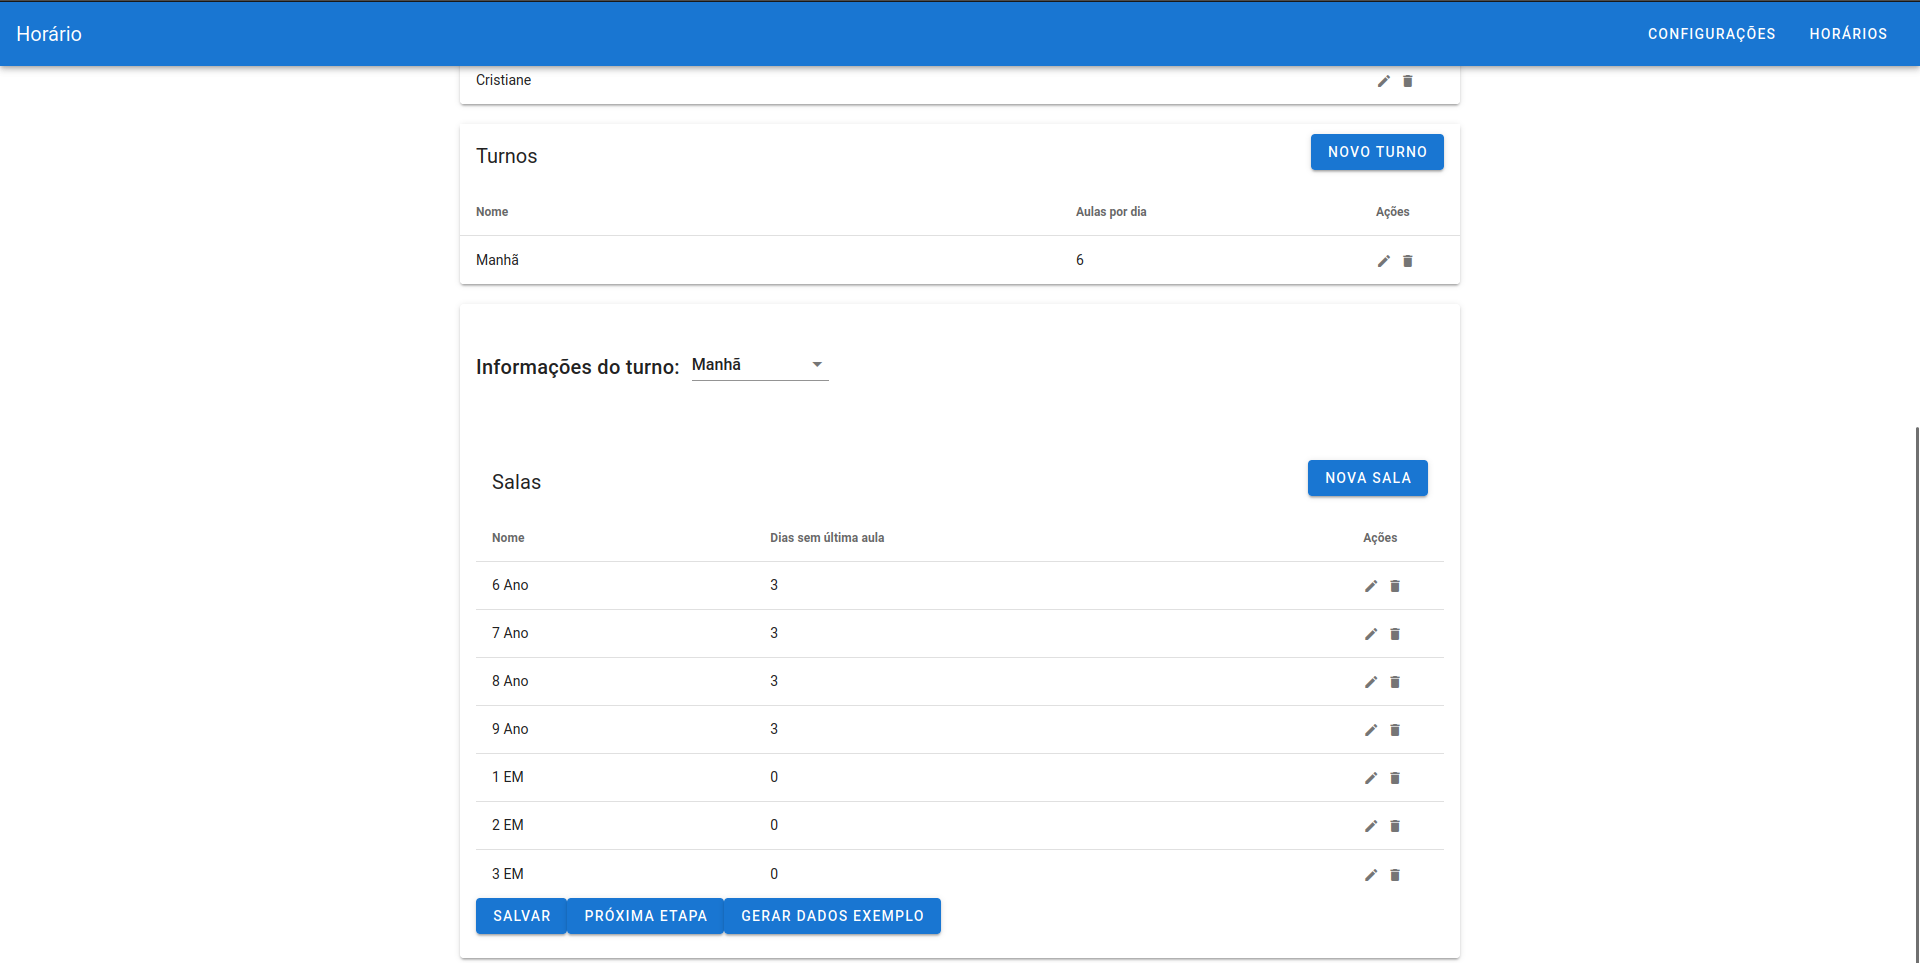 Horário
CONFIGURAÇÕES HORÁRIOS
Cristiane
Turnos
NOVO TURNO
Nome Aulas por dia Ações
Manhã 6
Informações do turno: Manhã
Salas
NOVA SALA
Nome Dias sem última aula Ações
6 Ano 3
7 Ano 3
8 Ano 3
9 Ano 3
1 EM 0
2 EM 0
3 EM 0
SALVAR PRÓXIMA ETAPA GERAR DADOS EXEMPLO